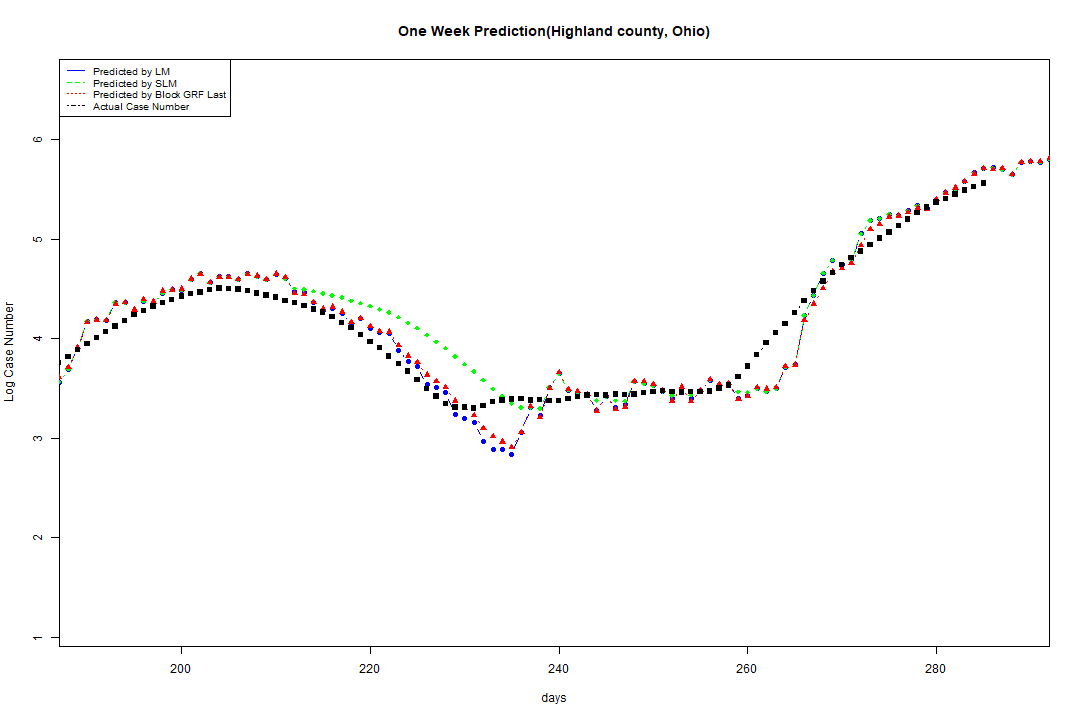 One Week Prediction(Highland county, Ohio)
Predicted by LM
Predicted by SLM
Predicted by Block GRF Last
Actual Case Number
6
5
4
3
2
1
Log Case Number
200 220 240 260 280
days